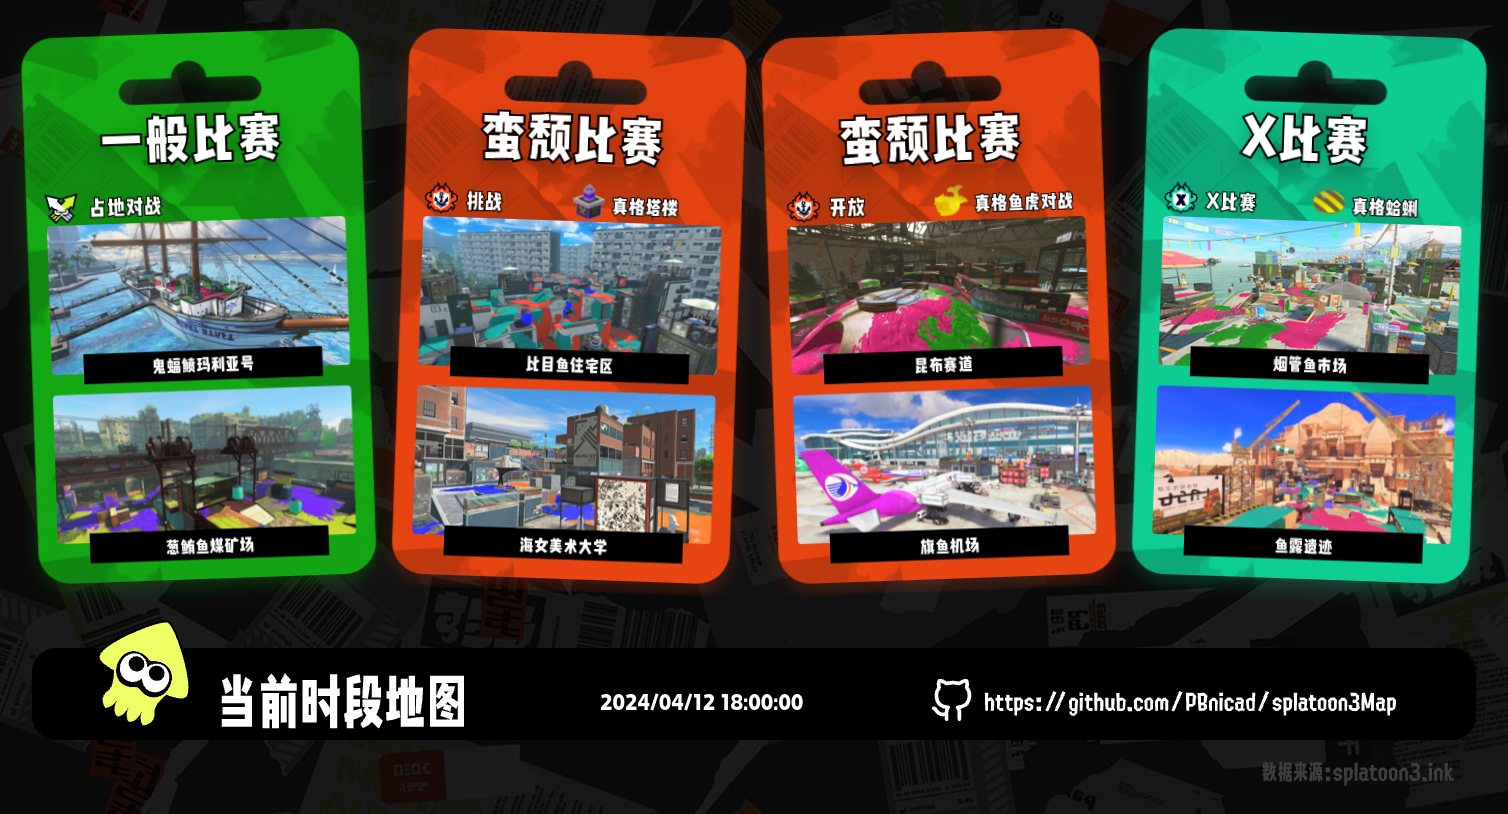 一般比赛
占地对战
鬼蝠鲼玛利亚号
葱鲔鱼煤矿场
蛮颓比赛
挑战
真格塔楼
比目鱼住宅区
海女美术大学
蛮颓比赛
开放
真格鱼虎对战
昆布赛道
旗鱼机场
X比赛
X比赛
真格蛤蜊
烟管鱼市场
鱼露遗迹
当前时段地图
2024/04/12 18:00:00
https://github.com/PBnicad/splatoon3Map
数据来源:splatoon3.ink